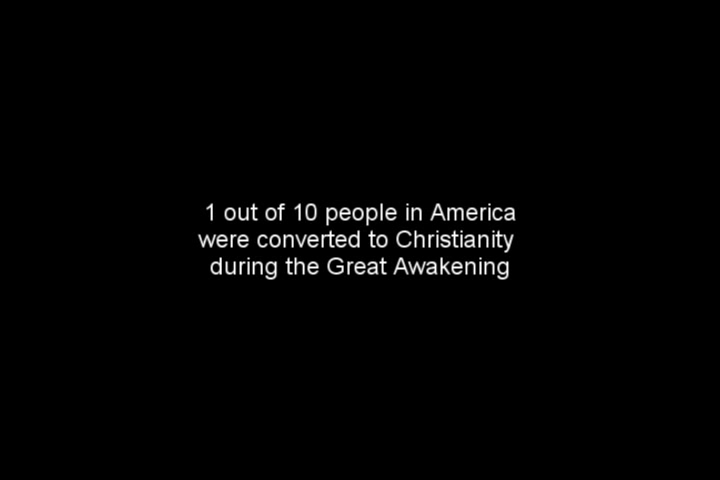 1 out of 10 people in America
were converted to Christianity
during the Great Awakening